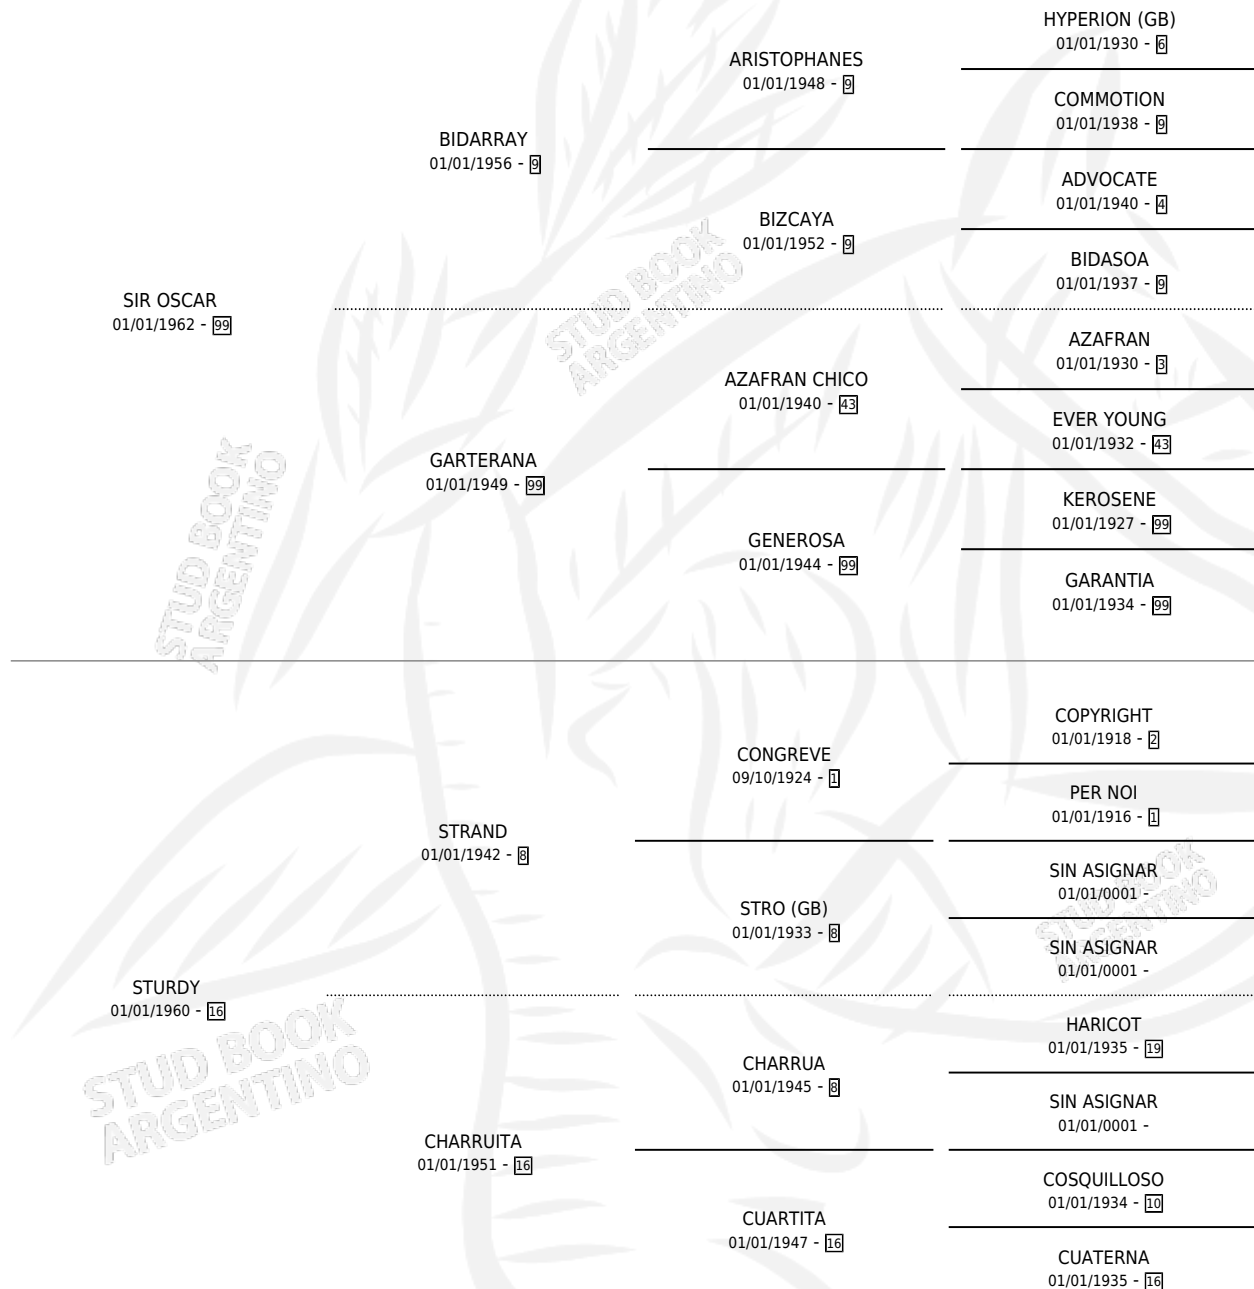 HYPERION (GB)
01/01/1930 - 6
ARISTOPHANES
01/01/1948 - 9
COMMOTION
01/01/1938 - 9
BIDARRAY
01/01/1956 - 9
ADVOCATE
01/01/1940 - 4
BIZCAYA
01/01/1952 - 9
BIDASOA
01/01/1937 - 9
SIR OSCAR
01/01/1962 - 99
AZAFRAN
01/01/1930 - 3
AZAFRAN CHICO
01/01/1940 - 43
EVER YOUNG
01/01/1932 - 43
GARTERANA
01/01/1949 - 99
KEROSENE
01/01/1927 - 99
GENEROSA
01/01/1944 - 99
GARANTIA
01/01/1934 - 99
COPYRIGHT
01/01/1918 - 2
CONGREVE
09/10/1924 - 1
PER NOI
01/01/1916 - 1
STRAND
01/01/1942 - 8
SIN ASIGNAR
01/01/0001 -
STRO (GB)
01/01/1933 - 8
SIN ASIGNAR
01/01/0001 -
STURDY
01/01/1960 - 16
HARICOT
01/01/1935 - 19
CHARRUA
01/01/1945 - 8
SIN ASIGNAR
01/01/0001 -
CHARRUITA
01/01/1951 - 16
COSQUILLOSO
01/01/1934 - 10
CUARTITA
01/01/1947 - 16
CUATERNA
01/01/1935 - 16
STUD BOOK
ARGENTINO
STUD BOOK
ARGENTINO
STUD BOOK
ARGENTINO
STUD BOOK
ARGENTINO